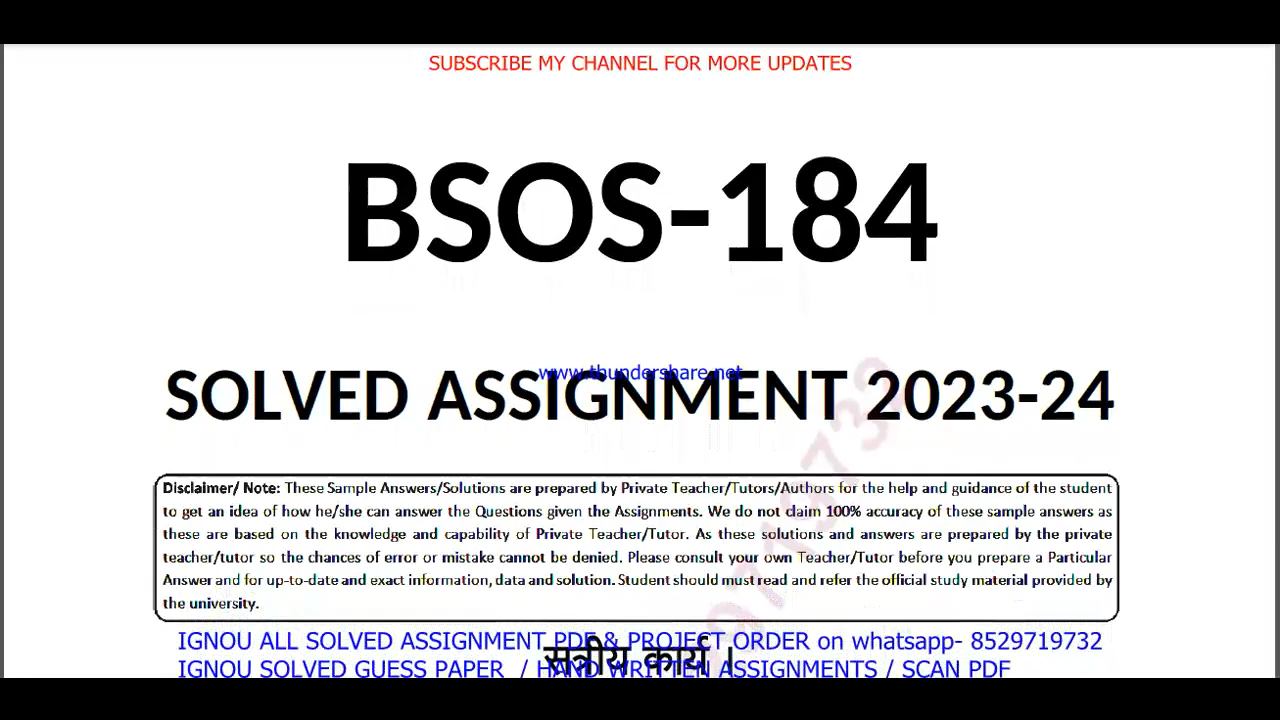 SUBSCRIBE MY CHANNEL FOR MORE UPDATES
BSOS-184
www.thundershare.net
SOLVED ASSIGNMENT 2023-24
Disclaimer/ Note: These Sample Answers/Solutions are prepared by Private Teacher/Tutors/Authors for the help and guidance of the student
to get an idea of how he/she can answer the Questions given the Assignments. We do not claim 100% accuracy of these sample answers as
these are based on the knowledge and capability of Private Teacher/Tutor. As these solutions and answers are prepared by the private
teacher/tutor so the chances of error or mistake cannot be denied. Please consult your own Teacher/Tutor before you prepare a Particular
Answer and for up-to-date and exact information, data and solution. Student should must read and refer the official study material provided by
the university.
IGNOU ALL SOLVED ASSIGNMENT PDF & PROJECT ORDER on whatsapp- 8529719732
सत्रीय कार्य ।
IGNOU SOLVED GUESS PAPER / HAND WRITTEN ASSIGNMENTS / SCAN PDF